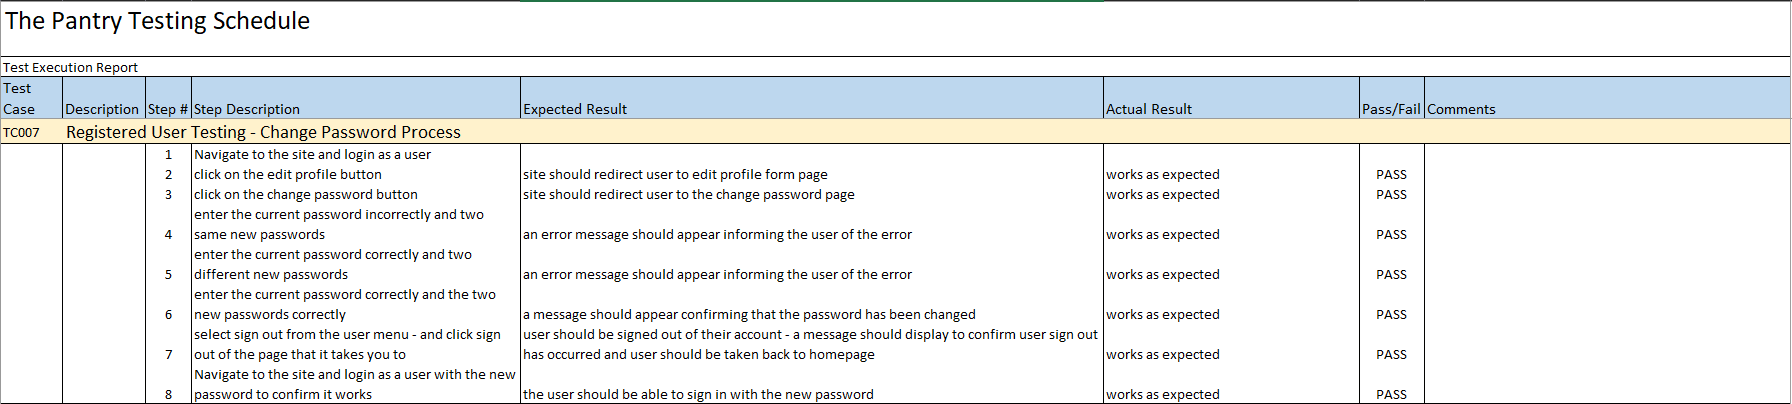 The Pantry Testing Schedule
Test Execution Report
Test
Case Description Step # Step Description Expected Result Actual Result Pass/Fail Comments
TC007 Registered User Testing - Change Password Process
1 Navigate to the site and login as a user
2 click on the edit profile button site should redirect user to edit profile form page works as expected PASS
3 click on the change password button site should redirect user to the change password page works as expected PASS
enter the current password incorrectly and two
4 same new passwords an error message should appear informing the user of the error works as expected PASS
enter the current password correctly and two
5 different new passwords an error message should appear informing the user of the error works as expected PASS
enter the current password correctly and the two
6 new passwords correctly a message should appear confirming that the password has been changed works as expected PASS
select sign out from the user menu - and click sign user should be signed out of their account - a message should display to confirm user sign out
7 out of the page that it takes you to has occurred and user should be taken back to homepage works as expected PASS
Navigate to the site and login as a user with the new
8 password to confirm it works the user should be able to sign in with the new password works as expected PASS